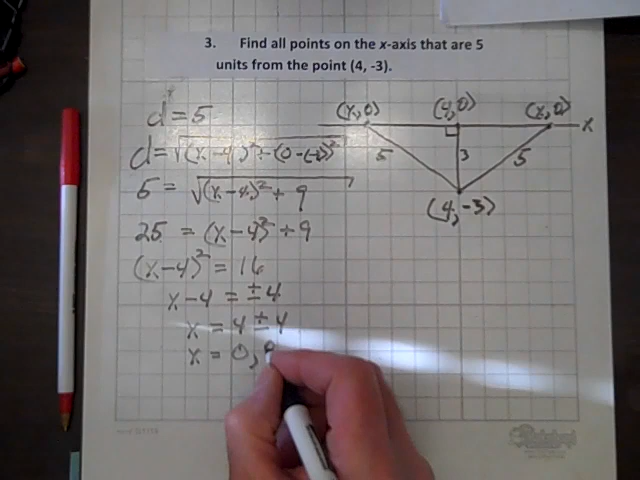 3. Find all points on the x-axis that are 5
units from the point (4, -3).
d = 5
d = √(x-4)² + (0-(-3))²
5 = √(x-4)² + 9
25 = (x-4)² + 9
(x-4)² = 16
x-4 = ±4
x = 4 ± 4
x = 0,
(x,0) (4,0) (x,0)
x
5 3 5
(4,-3)